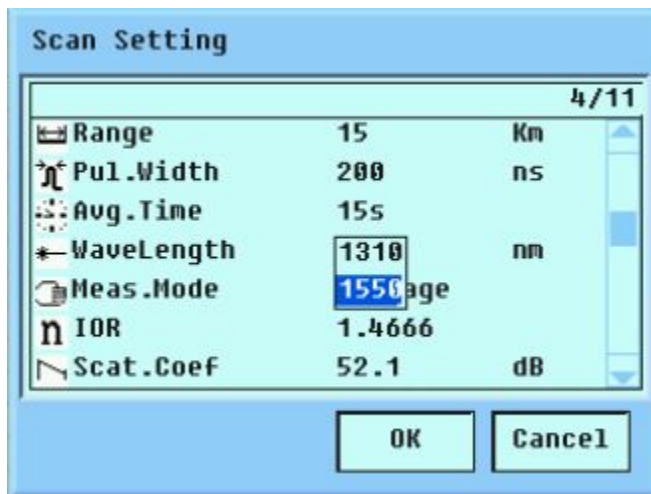 Scan Setting
4/11
Range 15 Km
Pul.Width 200 ns
Avg.Time 15s
WaveLength 1310 nm
Meas.Mode 1550 age
n IOR 1.4666
Scat.Coef 52.1 dB
OK Cancel